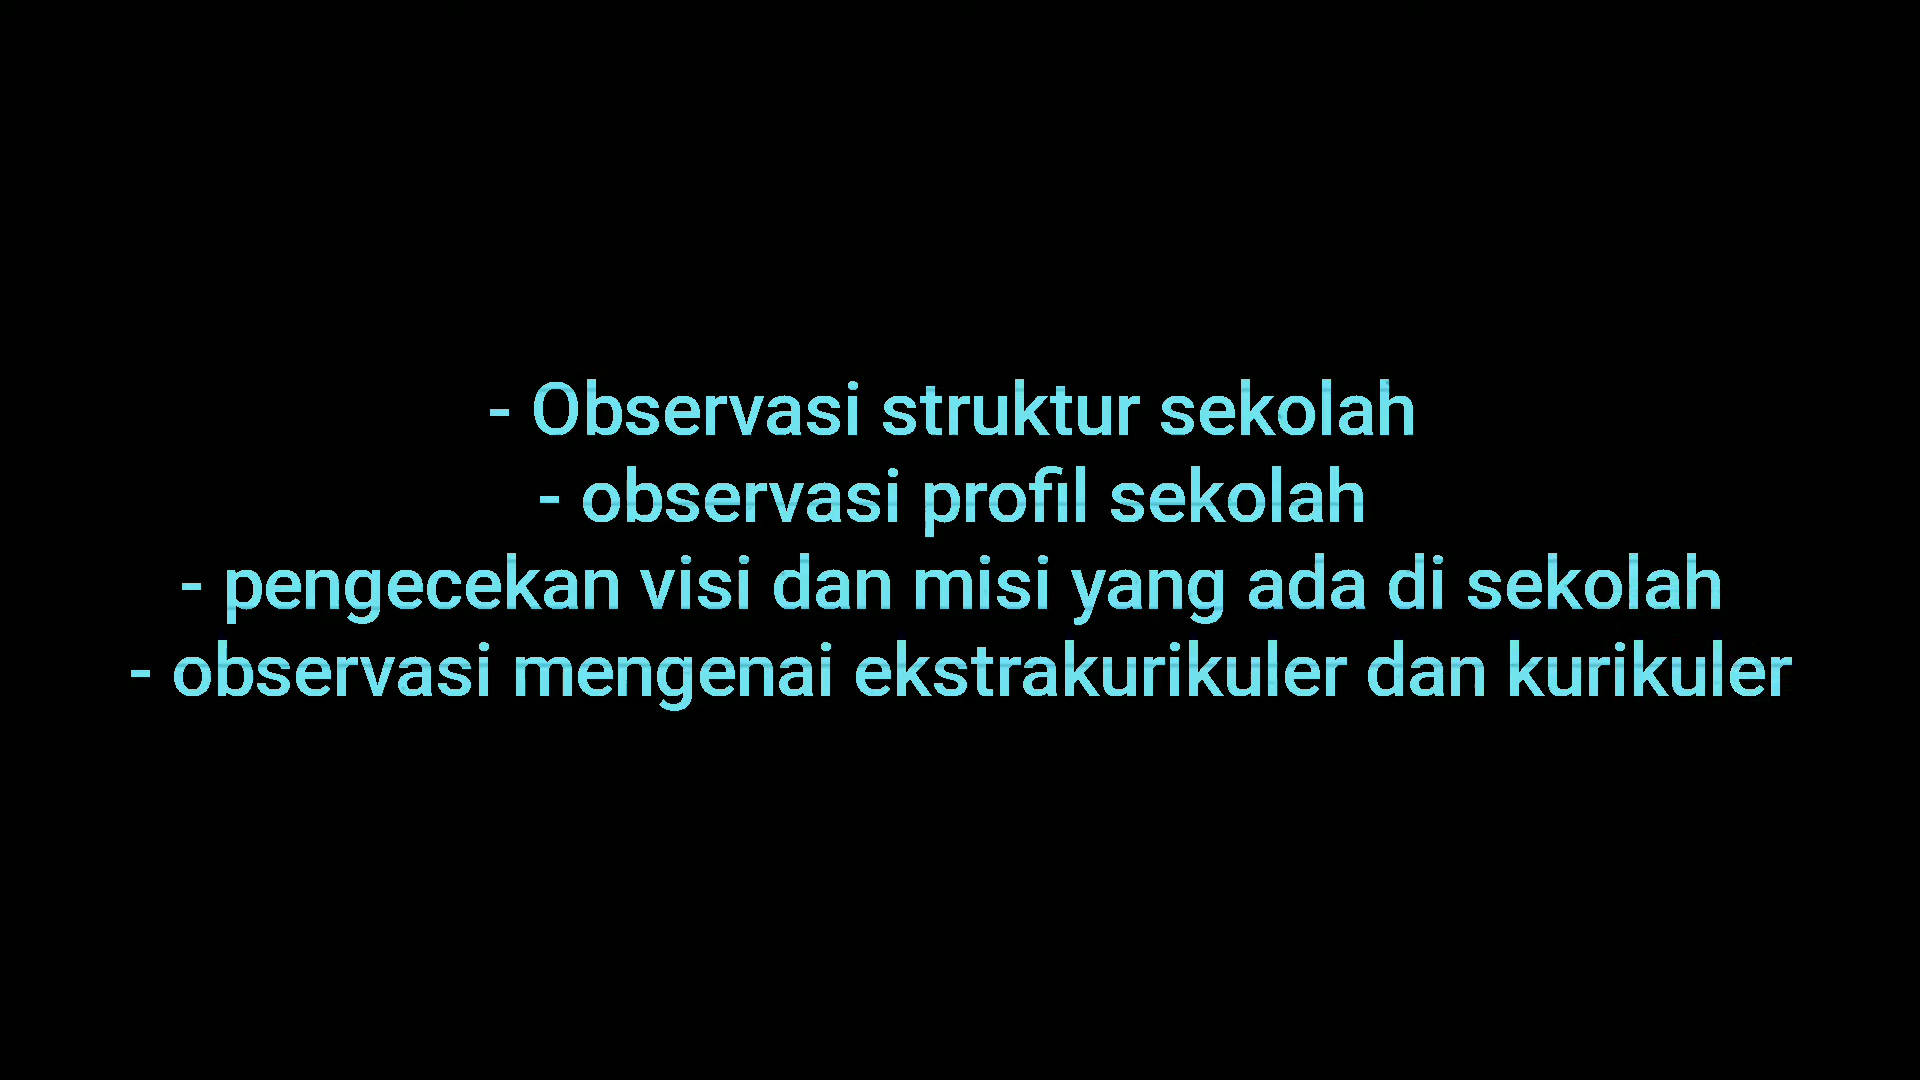 - Observasi struktur sekolah
- observasi profil sekolah
- pengecekan visi dan misi yang ada di sekolah
- observasi mengenai ekstrakurikuler dan kurikuler